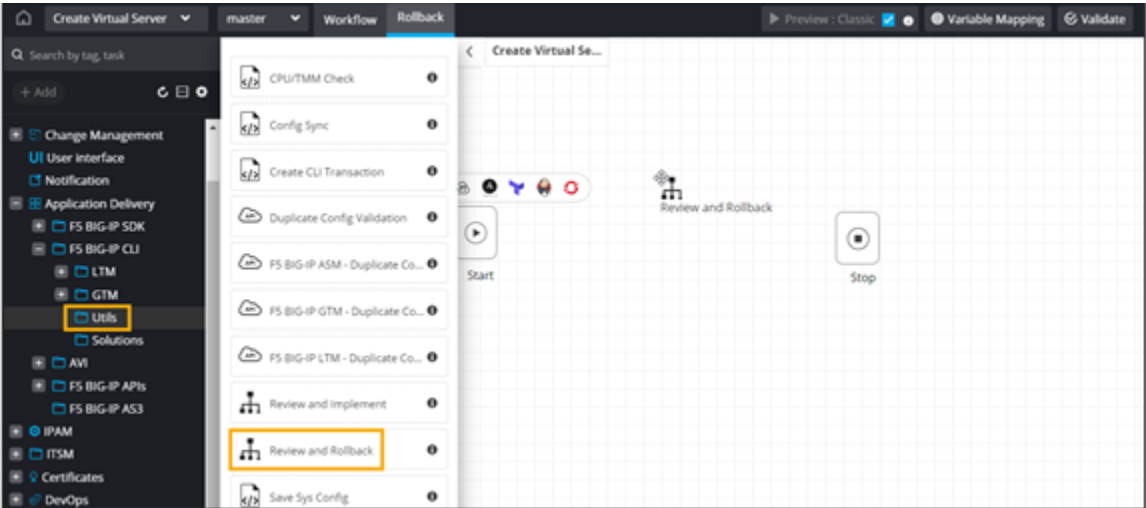 Create Virtual Server
master
Workflow
Rollback
Preview : Classic
Variable Mapping
Validate
Search by tag, task
+ Add
Change Management
UI User interface
Notification
Application Delivery
F5 BIG-IP SDK
F5 BIG-IP CLI
LTM
GTM
Utils
Solutions
AVI
F5 BIG-IP APIs
F5 BIG-IP AS3
IPAM
ITSM
Certificates
DevOps
CPU/TMM Check
Config Sync
Create CLI Transaction
Duplicate Config Validation
F5 BIG-IP ASM - Duplicate Co...
F5 BIG-IP GTM - Duplicate Co...
F5 BIG-IP LTM - Duplicate Co...
Review and Implement
Review and Rollback
Save Sys Config
Create Virtual Se...
Review and Rollback
Start
Stop